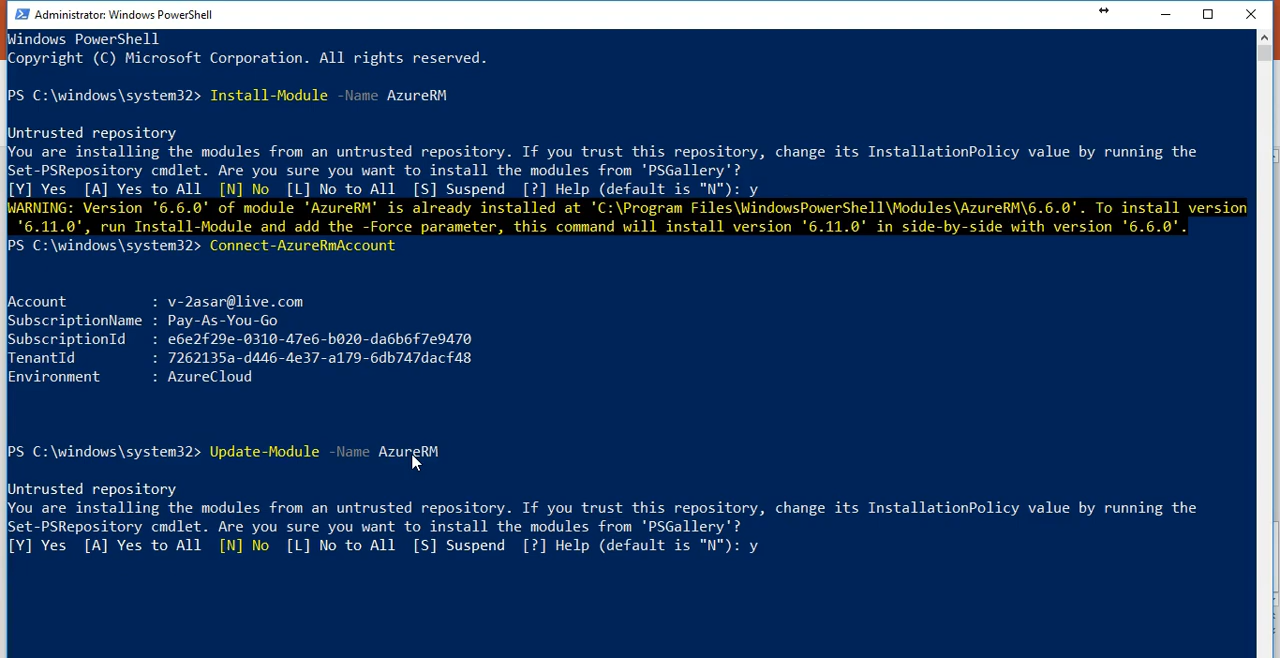 Administrator: Windows PowerShell
Windows PowerShell
Copyright (C) Microsoft Corporation. All rights reserved.
PS C:\windows\system32> Install-Module -Name AzureRM
Untrusted repository
You are installing the modules from an untrusted repository. If you trust this repository, change its InstallationPolicy value by running the
Set-PSRepository cmdlet. Are you sure you want to install the modules from 'PSGallery'?
[Y] Yes  [A] Yes to All  [N] No  [L] No to All  [S] Suspend  [?] Help (default is "N"): y
WARNING: Version '6.6.0' of module 'AzureRM' is already installed at 'C:\Program Files\WindowsPowerShell\Modules\AzureRM\6.6.0'. To install version
'6.11.0', run Install-Module and add the -Force parameter, this command will install version '6.11.0' in side-by-side with version '6.6.0'.
PS C:\windows\system32> Connect-AzureRmAccount
Account          : v-2asar@live.com
SubscriptionName : Pay-As-You-Go
SubscriptionId   : e6e2f29e-0310-47e6-b020-da6b6f7e9470
TenantId         : 7262135a-d446-4e37-a179-6db747dacf48
Environment      : AzureCloud
PS C:\windows\system32> Update-Module -Name AzureRM
Untrusted repository
You are installing the modules from an untrusted repository. If you trust this repository, change its InstallationPolicy value by running the
Set-PSRepository cmdlet. Are you sure you want to install the modules from 'PSGallery'?
[Y] Yes  [A] Yes to All  [N] No  [L] No to All  [S] Suspend  [?] Help (default is "N"): y